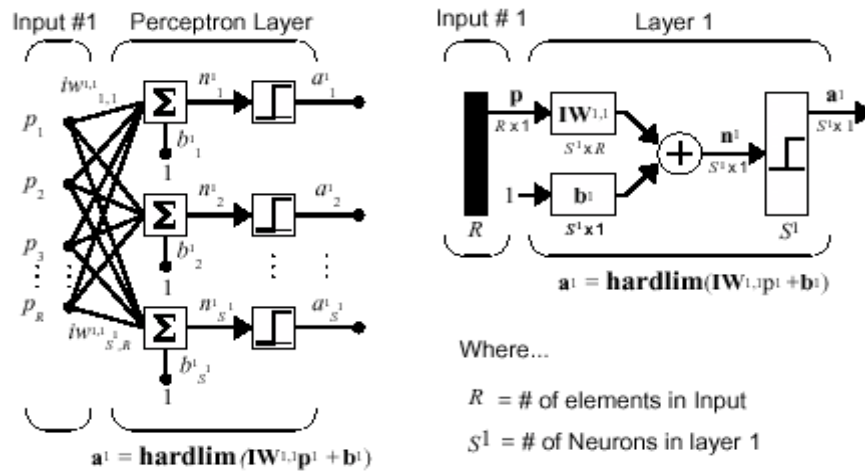 Input #1
Perceptron Layer
iw¹,¹
1,1
n¹
1
a¹
1
p1
b¹
1
1
n¹
2
a¹
2
p2
b¹
2
1
p3
n¹
S¹
a¹
S¹
pR
iw¹,¹
S¹,R
b¹
S¹
1
a¹ = hardlim(IW¹,¹p¹ + b¹)
Input # 1
Layer 1
p
R x 1
IW¹,¹
S¹ x R
n¹
S¹ x 1
a¹
S¹ x 1
1
b¹
S¹ x 1
R
S¹
a¹ = hardlim(IW¹,¹p¹ +b¹)
Where...
R = # of elements in Input
S¹ = # of Neurons in layer 1